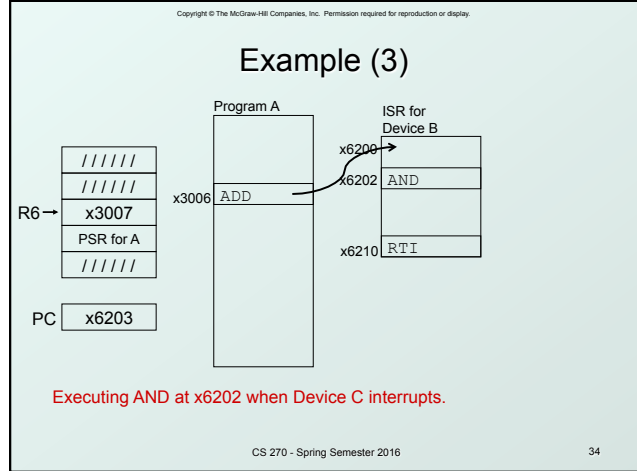 Copyright © The McGraw-Hill Companies, Inc. Permission required for reproduction or display.
Example (3)
Program A
ISR for
Device B
x6200
//////
//////
x3006 ADD
x6202 AND
R6 x3007
PSR for A
//////
x6210 RTI
PC x6203
Executing AND at x6202 when Device C interrupts.
CS 270 - Spring Semester 2016
34